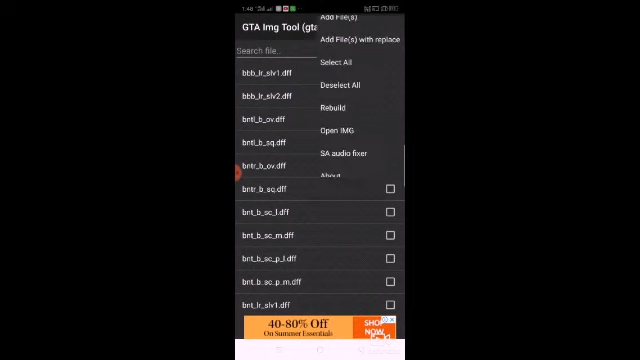 1:48
GTA Img Tool (gta
Add File(s)
Add File(s) with replace
Search file..
Select All
bbb_lr_slv1.dff
Deselect All
bbb_lr_slv2.dff
Rebuild
bntl_b_ov.dff
Open IMG
bntl_b_sq.dff
SA audio fixer
bntr_b_ov.dff
About
bntr_b_sq.dff
bnt_b_sc_l.dff
bnt_b_sc_m.dff
bnt_b_sc_p_l.dff
bnt_b_sc_p_m.dff
bnt_lr_slv1.dff
40-80% Off
On Summer Essentials
SHOP
NOW